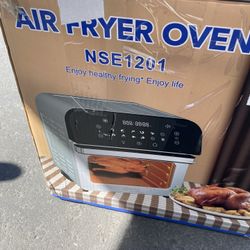 AIR FRYER OVEN
NSE1201
Enjoy healthy frying* Enjoy life